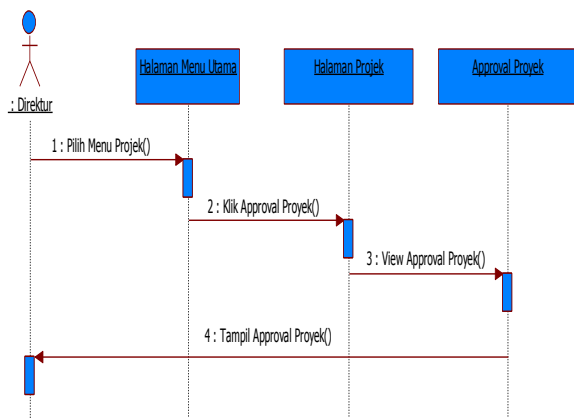 Halaman Menu Utama
Halaman Projek
Approval Proyek
: Direktur
1 : Pilih Menu Projek()
2 : Klik Approval Proyek()
3 : View Approval Proyek()
4 : Tampil Approval Proyek()